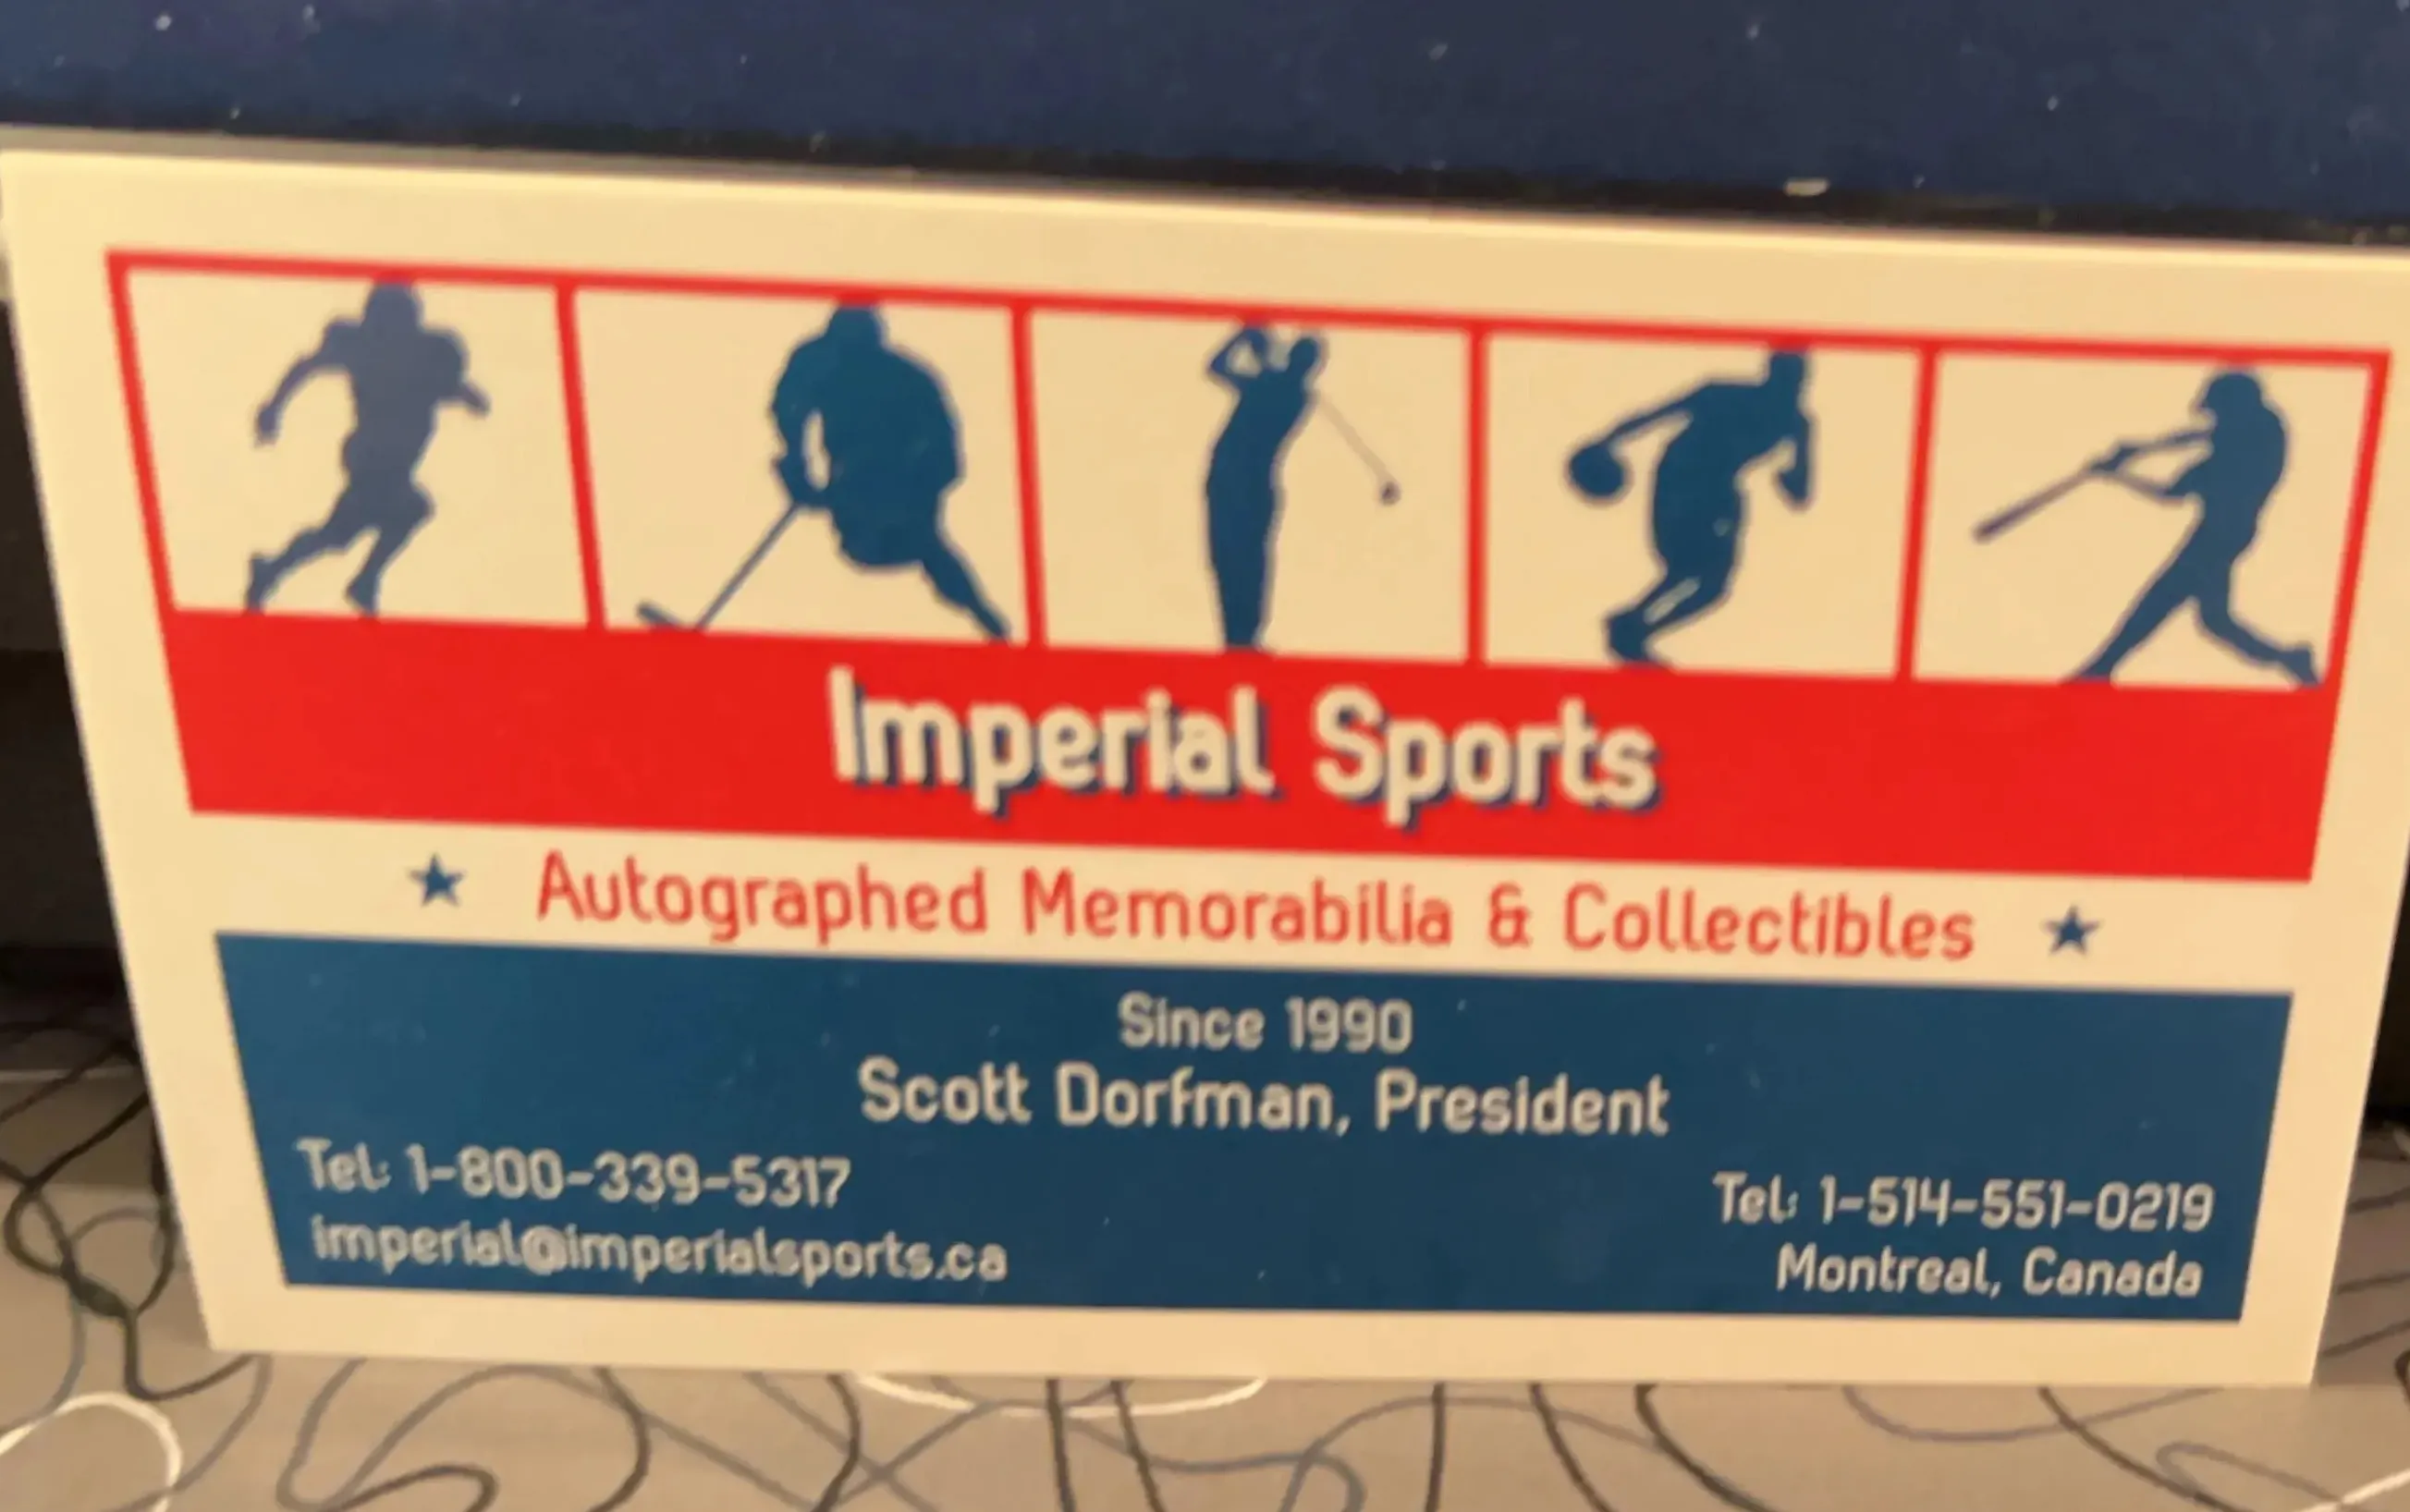 Imperial Sports
Autographed Memorabilia & Collectibles
Since 1990
Scott Dorfman, President
Tel: 1-800-339-5317
imperial@imperialsports.ca
Tel: 1-514-551-0219
Montreal, Canada